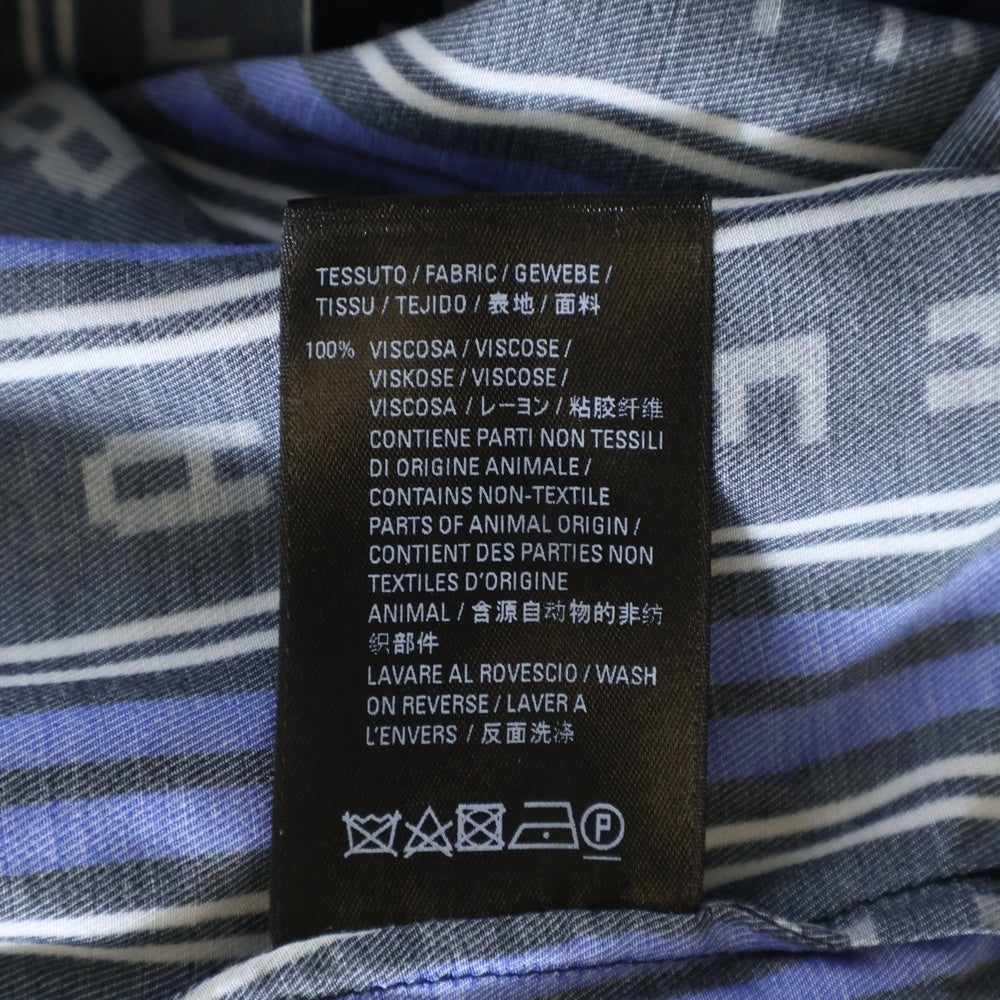 TESSUTO / FABRIC / GEWEBE /
TISSU / TEJIDO / 表地 / 面料
100% VISCOSA / VISCOSE /
VISKOSE / VISCOSE /
VISCOSA / レーヨン / 粘胶纤维
CONTIENE PARTI NON TESSILI
DI ORIGINE ANIMALE /
CONTAINS NON-TEXTILE
PARTS OF ANIMAL ORIGIN /
CONTIENT DES PARTIES NON
TEXTILES D'ORIGINE
ANIMAL / 含源自动物的非纺
织部件
LAVARE AL ROVESCIO / WASH
ON REVERSE / LAVER A
L'ENVERS / 反面洗涤
P